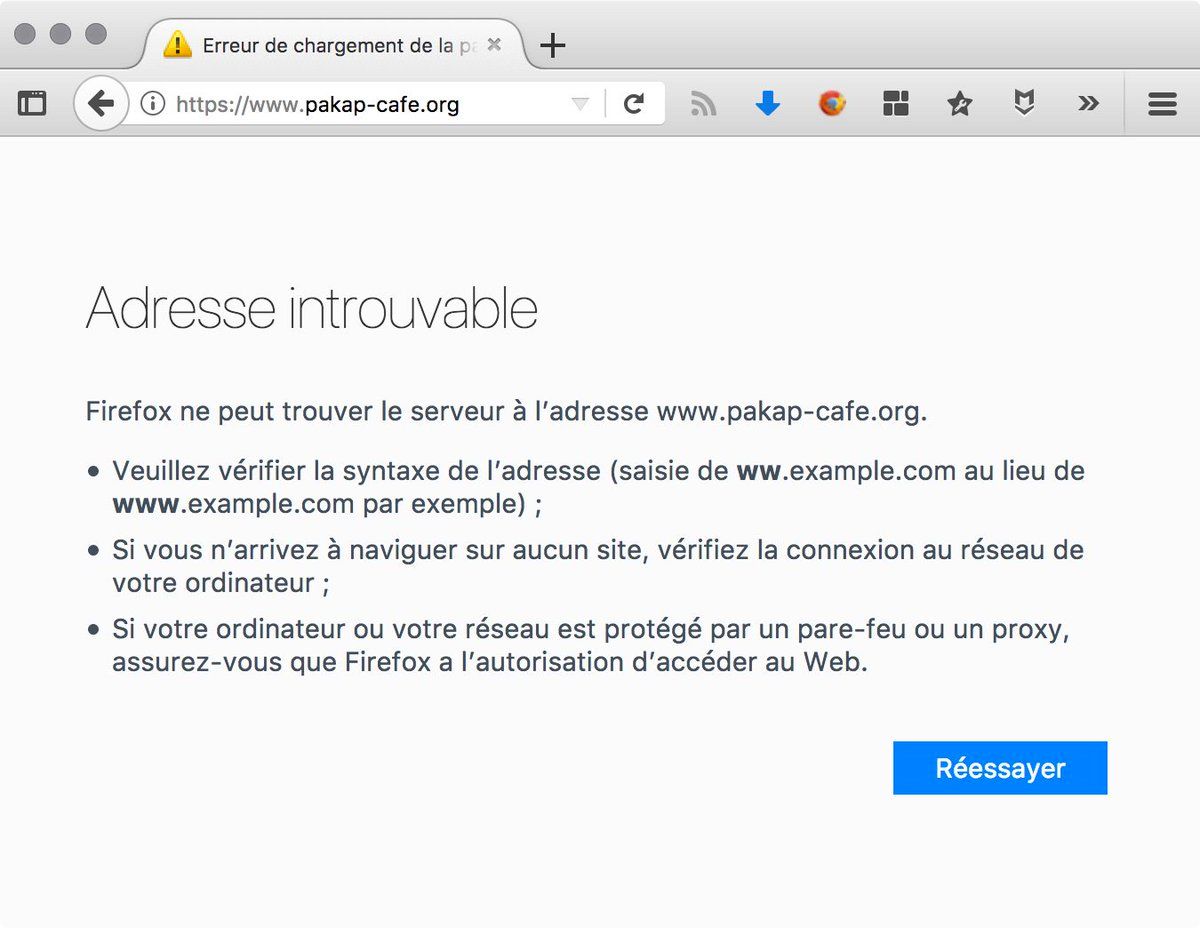 Erreur de chargement de la pa
https://www.pakap-cafe.org
Adresse introuvable
Firefox ne peut trouver le serveur à l’adresse www.pakap-cafe.org.
• Veuillez vérifier la syntaxe de l’adresse (saisie de ww.example.com au lieu de
www.example.com par exemple) ;
• Si vous n’arrivez à naviguer sur aucun site, vérifiez la connexion au réseau de
votre ordinateur ;
• Si votre ordinateur ou votre réseau est protégé par un pare-feu ou un proxy,
assurez-vous que Firefox a l’autorisation d’accéder au Web.
Réessayer